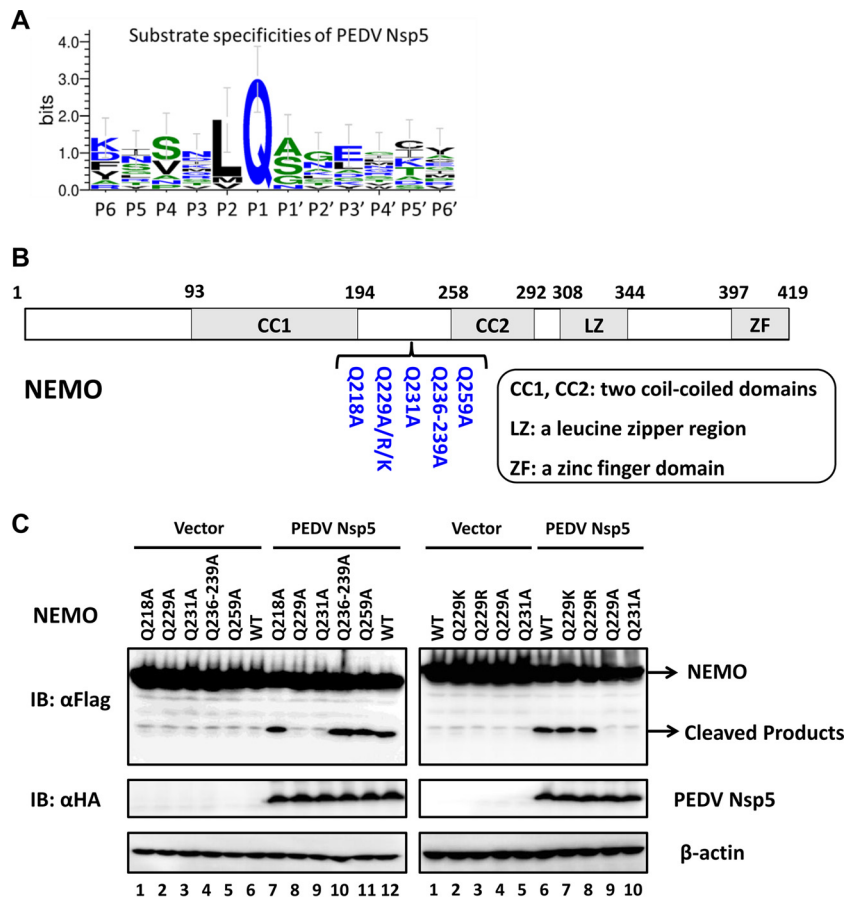 A
Substrate specificities of PEDV Nsp5
bits
4.0
3.0
2.0
1.0
0.0
P6 P5 P4 P3 P2 P1 P1’ P2’ P3’ P4’ P5’ P6’
B
1 93 194 258 292 308 344 397 419
CC1 CC2 LZ ZF
NEMO
Q218A
Q229A/R/K
Q231A
Q236-239A
Q259A
CC1, CC2: two coil-coiled domains
LZ: a leucine zipper region
ZF: a zinc finger domain
C
Vector PEDV Nsp5 Vector PEDV Nsp5
NEMO
Q218A Q229A Q231A Q236-239A Q259A WT Q218A Q229A Q231A Q236-239A Q259A WT
WT Q229K Q229R Q229A Q231A WT Q229K Q229R Q229A Q231A
IB: αFlag
NEMO
Cleaved Products
IB: αHA
PEDV Nsp5
β-actin
1 2 3 4 5 6 7 8 9 10 11 12 1 2 3 4 5 6 7 8 9 10